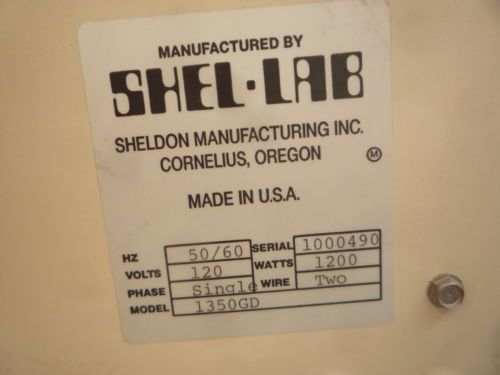 MANUFACTURED BY
SHEL·LAB
SHELDON MANUFACTURING INC.
CORNELIUS, OREGON M
MADE IN U.S.A.
HZ 50/60 SERIAL 1000490
VOLTS 120 WATTS 1200
PHASE Single WIRE Two
MODEL 1350GD